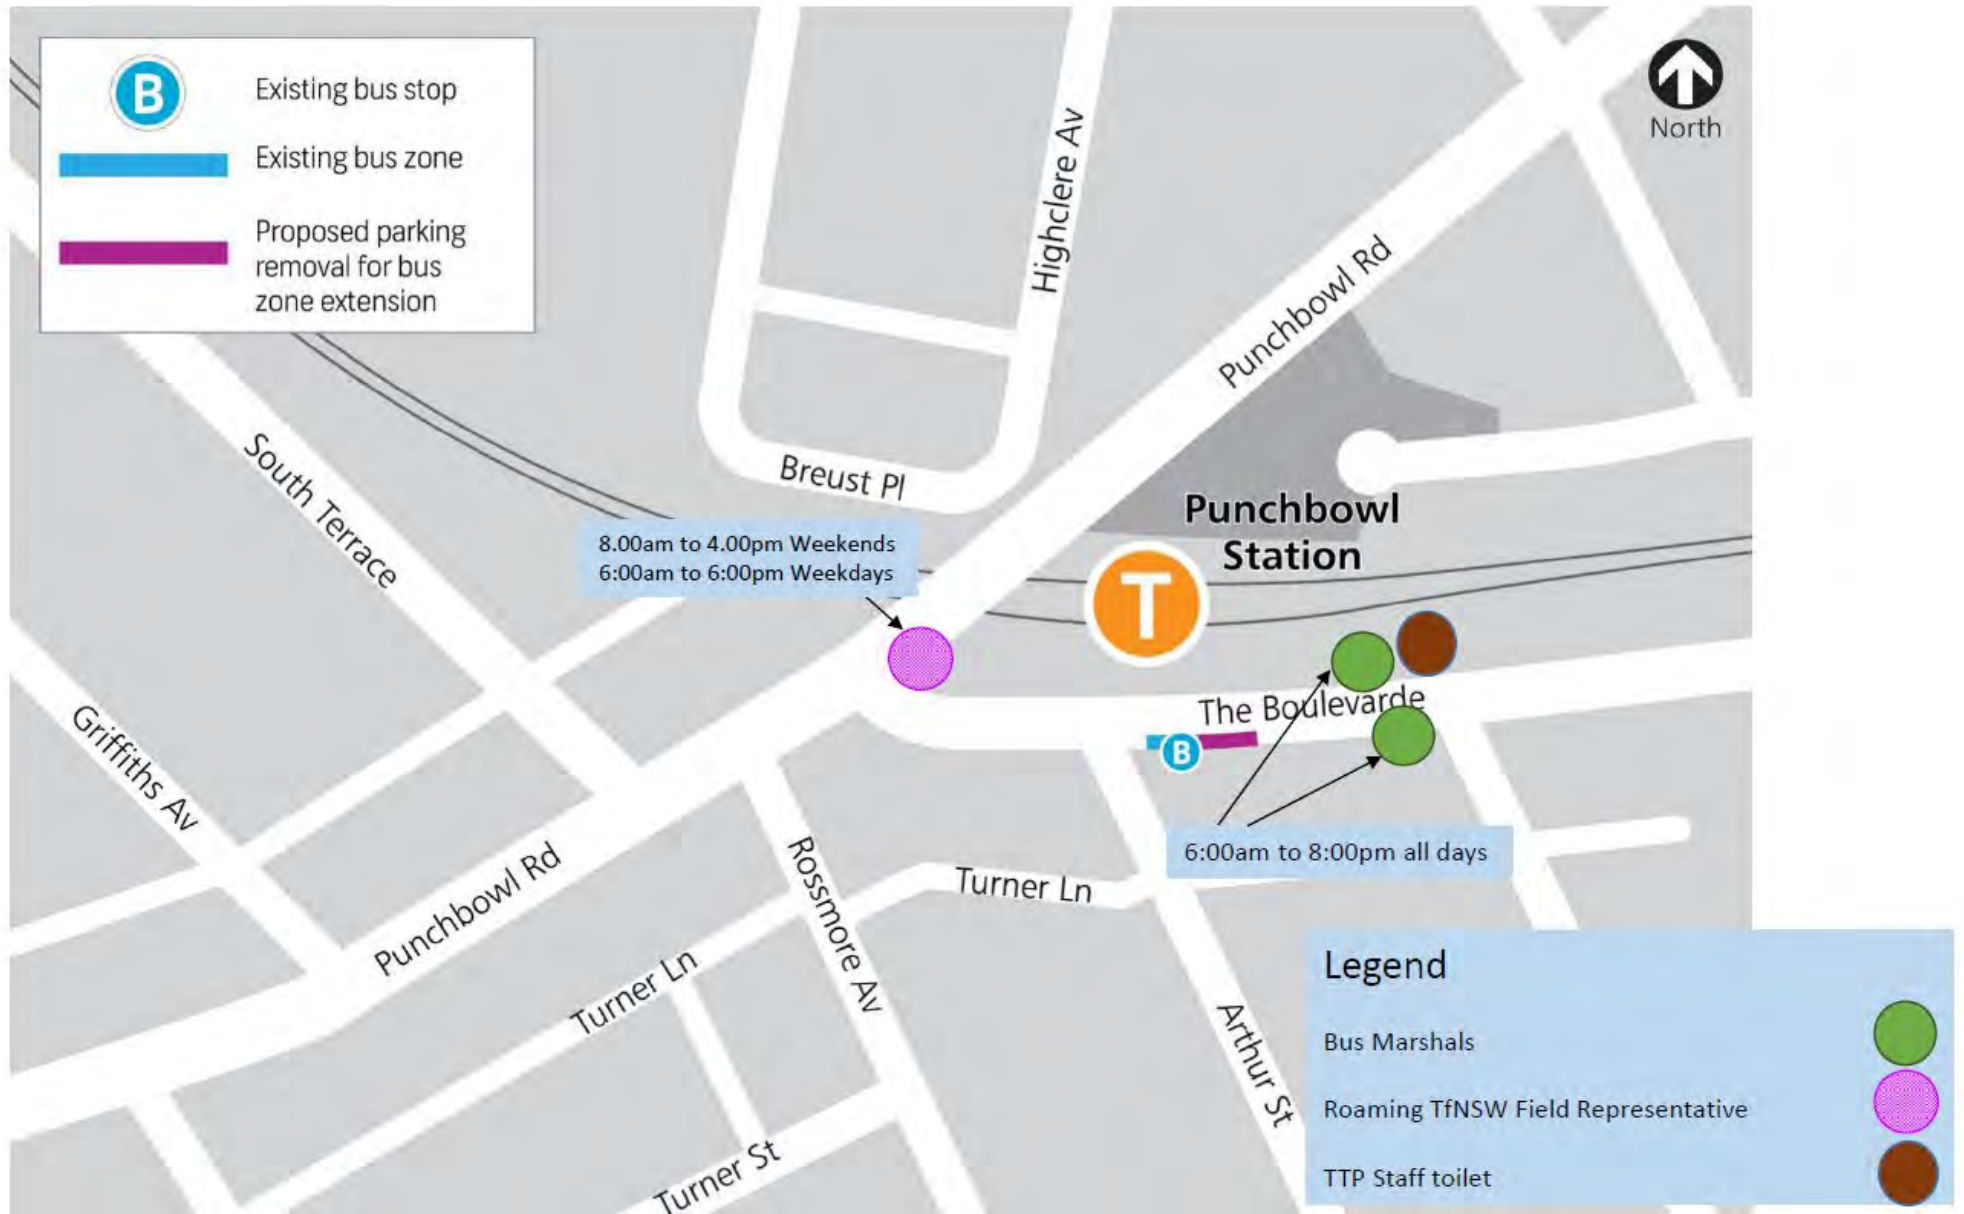 B
Existing bus stop
Existing bus zone
Proposed parking
removal for bus
zone extension
North
Highclere Av
Punchbowl Rd
South Terrace
Breust Pl
Punchbowl
Station
8.00am to 4.00pm Weekends
6:00am to 6:00pm Weekdays
T
The Boulevarde
B
Griffiths Av
Punchbowl Rd
Rossmore Av
6:00am to 8:00pm all days
Turner Ln
Turner Ln
Arthur St
Turner St
Legend
Bus Marshals
Roaming TfNSW Field Representative
TTP Staff toilet